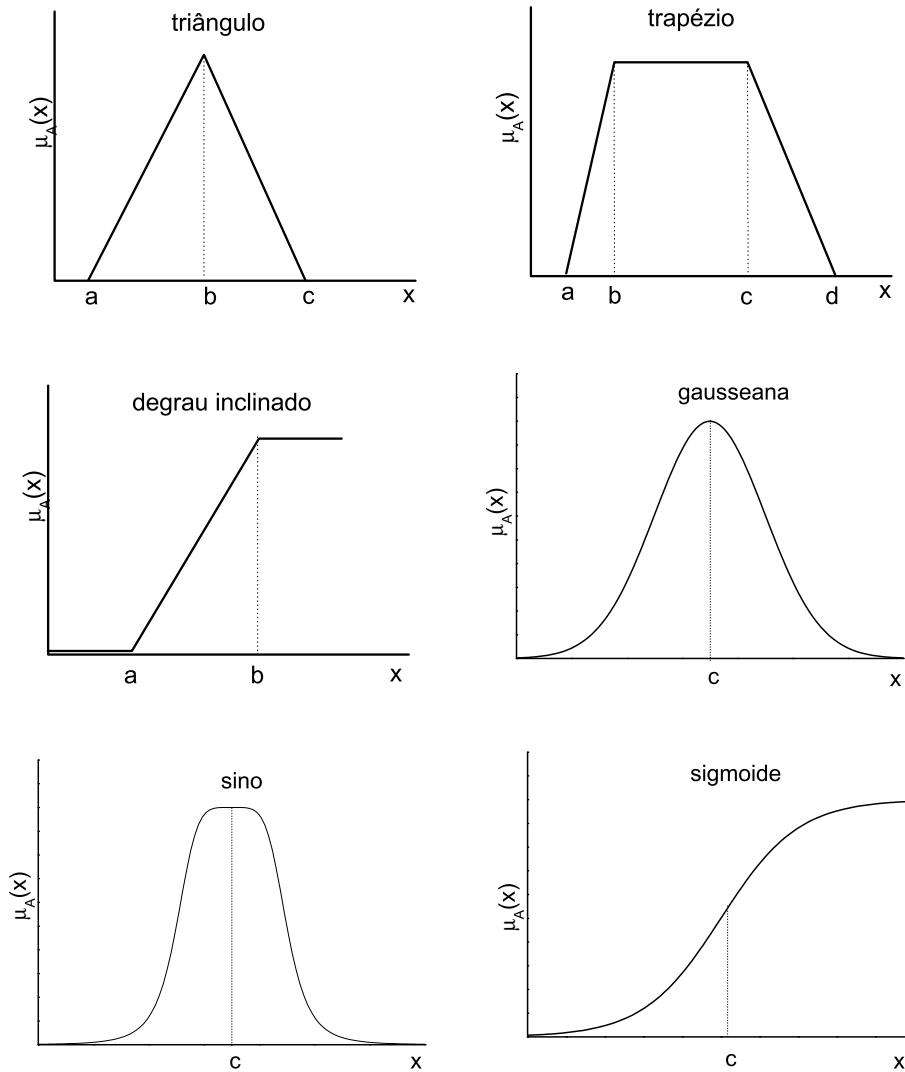 triângulo
μA(x)
a b c x
trapézio
μA(x)
a b c d x
degrau inclinado
μA(x)
a b x
gausseana
μA(x)
c x
sino
μA(x)
c x
sigmoide
μA(x)
c x